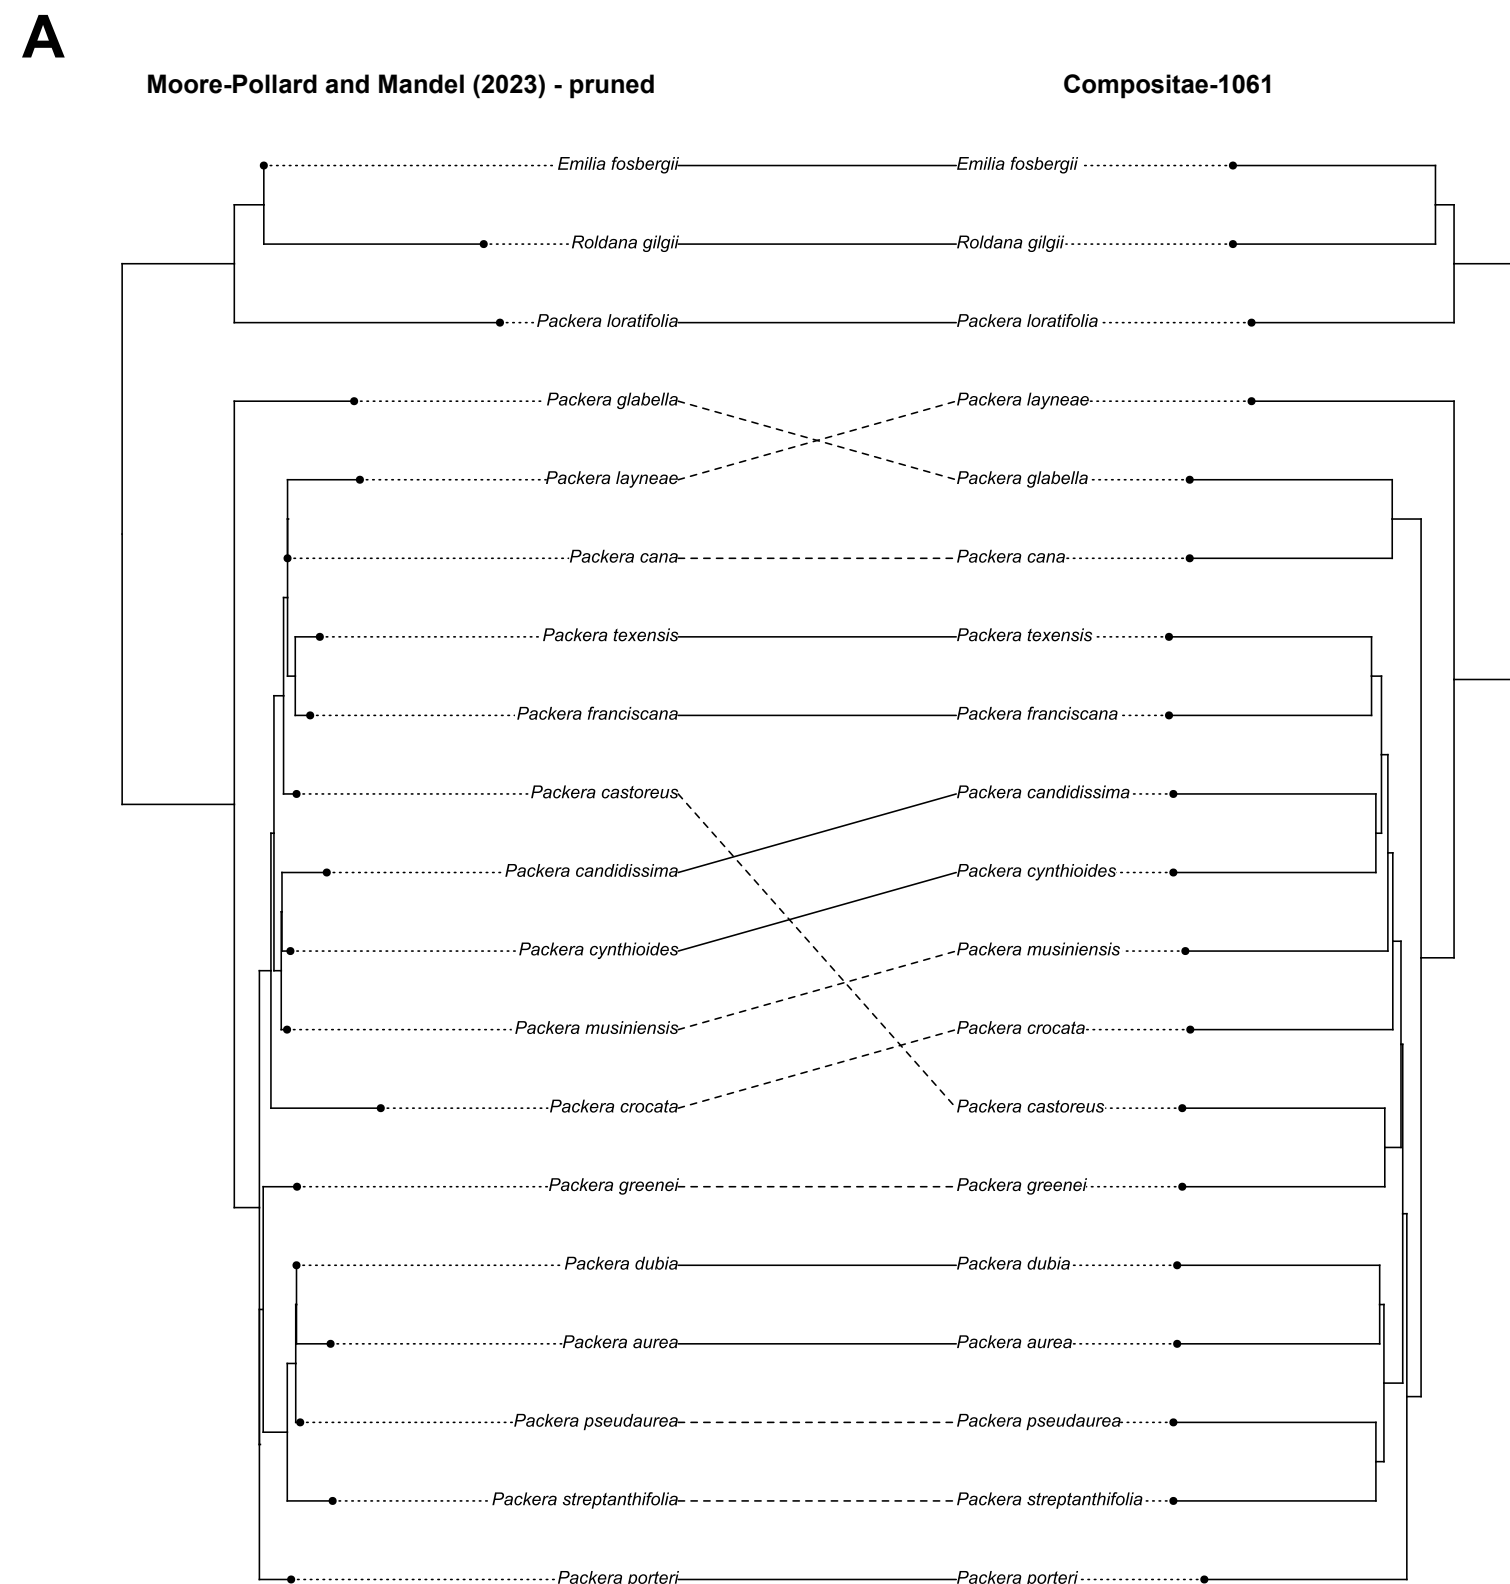 A
Moore-Pollard and Mandel (2023) - pruned Compositae-1061
Emilia fosbergii Emilia fosbergii
Roldana gilgii Roldana gilgii
Packera loratifolia Packera loratifolia
Packera glabella Packera layneae
Packera layneae Packera glabella
Packera cana Packera cana
Packera texensis Packera texensis
Packera franciscana Packera franciscana
Packera castoreus Packera candidissima
Packera candidissima Packera cynthioides
Packera cynthioides Packera musiniensis
Packera musiniensis Packera crocata
Packera crocata Packera castoreus
Packera greenei Packera greenei
Packera dubia Packera dubia
Packera aurea Packera aurea
Packera pseudaurea Packera pseudaurea
Packera streptanthifolia Packera streptanthifolia
Packera porteri Packera porteri